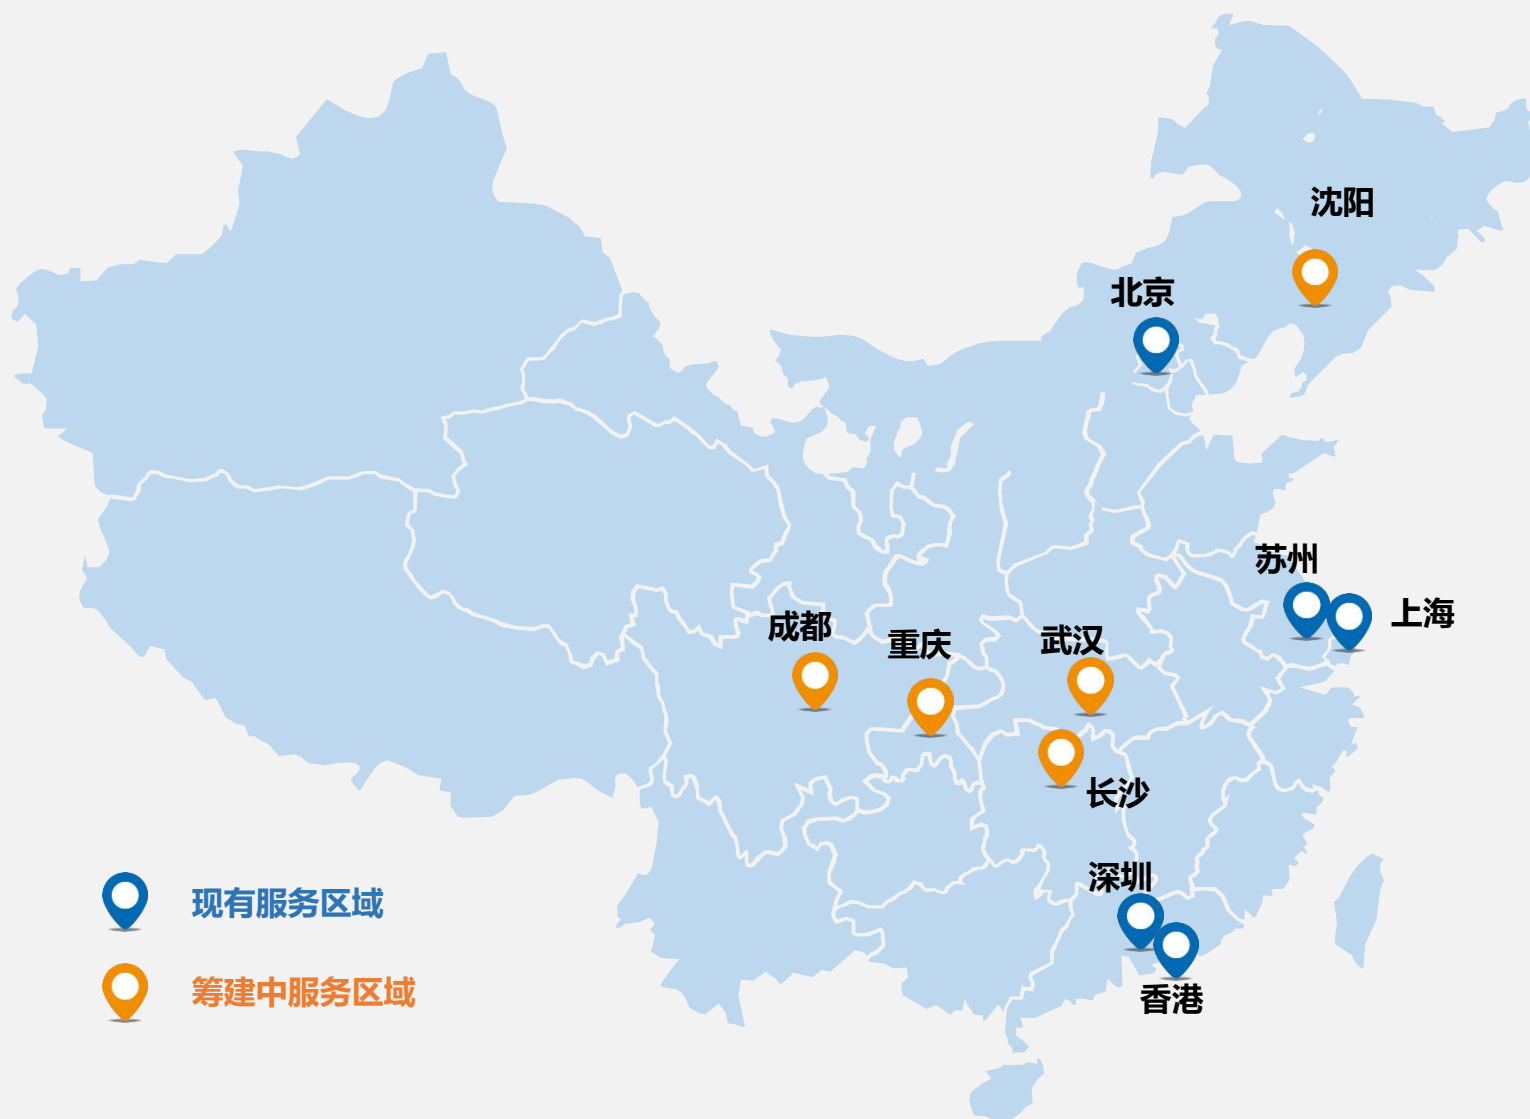 沈阳
北京
苏州
上海
成都
重庆
武汉
长沙
深圳
香港
现有服务区域
筹建中服务区域